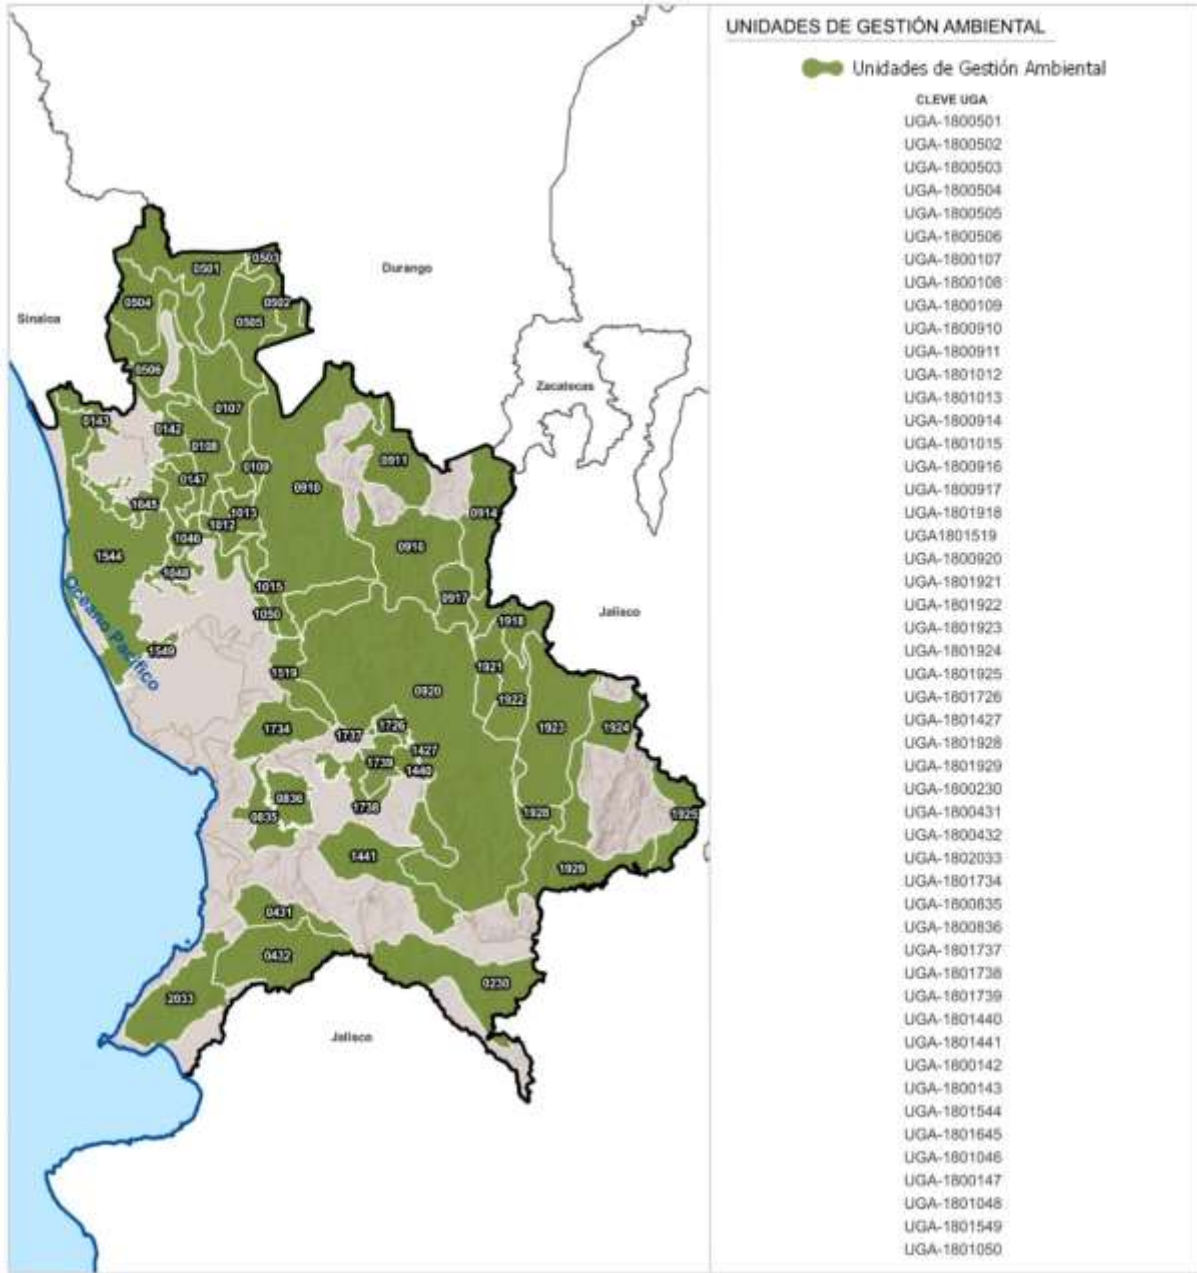 UNIDADES DE GESTIÓN AMBIENTAL
Unidades de Gestión Ambiental
CLEVE UGA
UGA-1800501
UGA-1800502
UGA-1800503
UGA-1800504
UGA-1800505
UGA-1800506
UGA-1800107
UGA-1800108
UGA-1800109
UGA-1800910
UGA-1800911
UGA-1801012
UGA-1801013
UGA-1800914
UGA-1801015
UGA-1800916
UGA-1800917
UGA-1801918
UGA1801519
UGA-1800920
UGA-1801921
UGA-1801922
UGA-1801923
UGA-1801924
UGA-1801925
UGA-1801726
UGA-1801427
UGA-1801928
UGA-1801929
UGA-1800230
UGA-1800431
UGA-1800432
UGA-1802033
UGA-1801734
UGA-1800835
UGA-1800836
UGA-1801737
UGA-1801738
UGA-1801739
UGA-1801440
UGA-1801441
UGA-1800142
UGA-1800143
UGA-1801544
UGA-1801645
UGA-1801046
UGA-1800147
UGA-1801048
UGA-1801549
UGA-1801050
Durango
Sinaloa
Zacatecas
Jalisco
Jalisco
Océano Pacífico
0503
0501
0504
0502
0505
0506
0107
0143
0142
0108
0109
0911
0147
0910
1645
0914
1013
1012
1046
0916
1544
1048
1015
0917
1050
1918
1549
1519
1921
0920
1922
1734
1726
1923
1924
1737
1427
1739
1440
0836
1738
0835
1928
1925
1441
1929
0431
0432
0230
2033